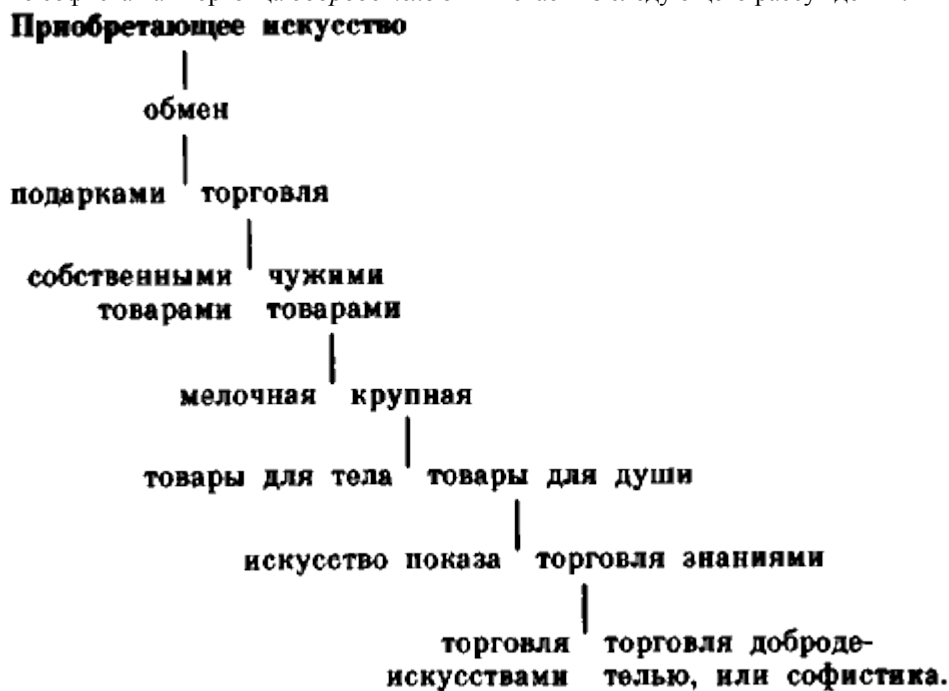 Приобретающее искусство
обмен
подарками торговля
собственными чужими
товарами товарами
мелочная крупная
товары для тела товары для души
искусство показа торговля знаниями
торговля торговля доброде-
искусствами телью, или софистика.